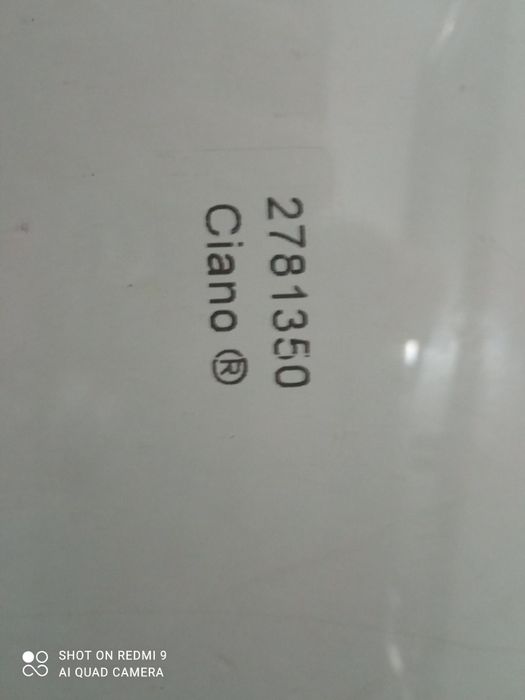 2781350
Ciano ®
SHOT ON REDMI 9
AI QUAD CAMERA